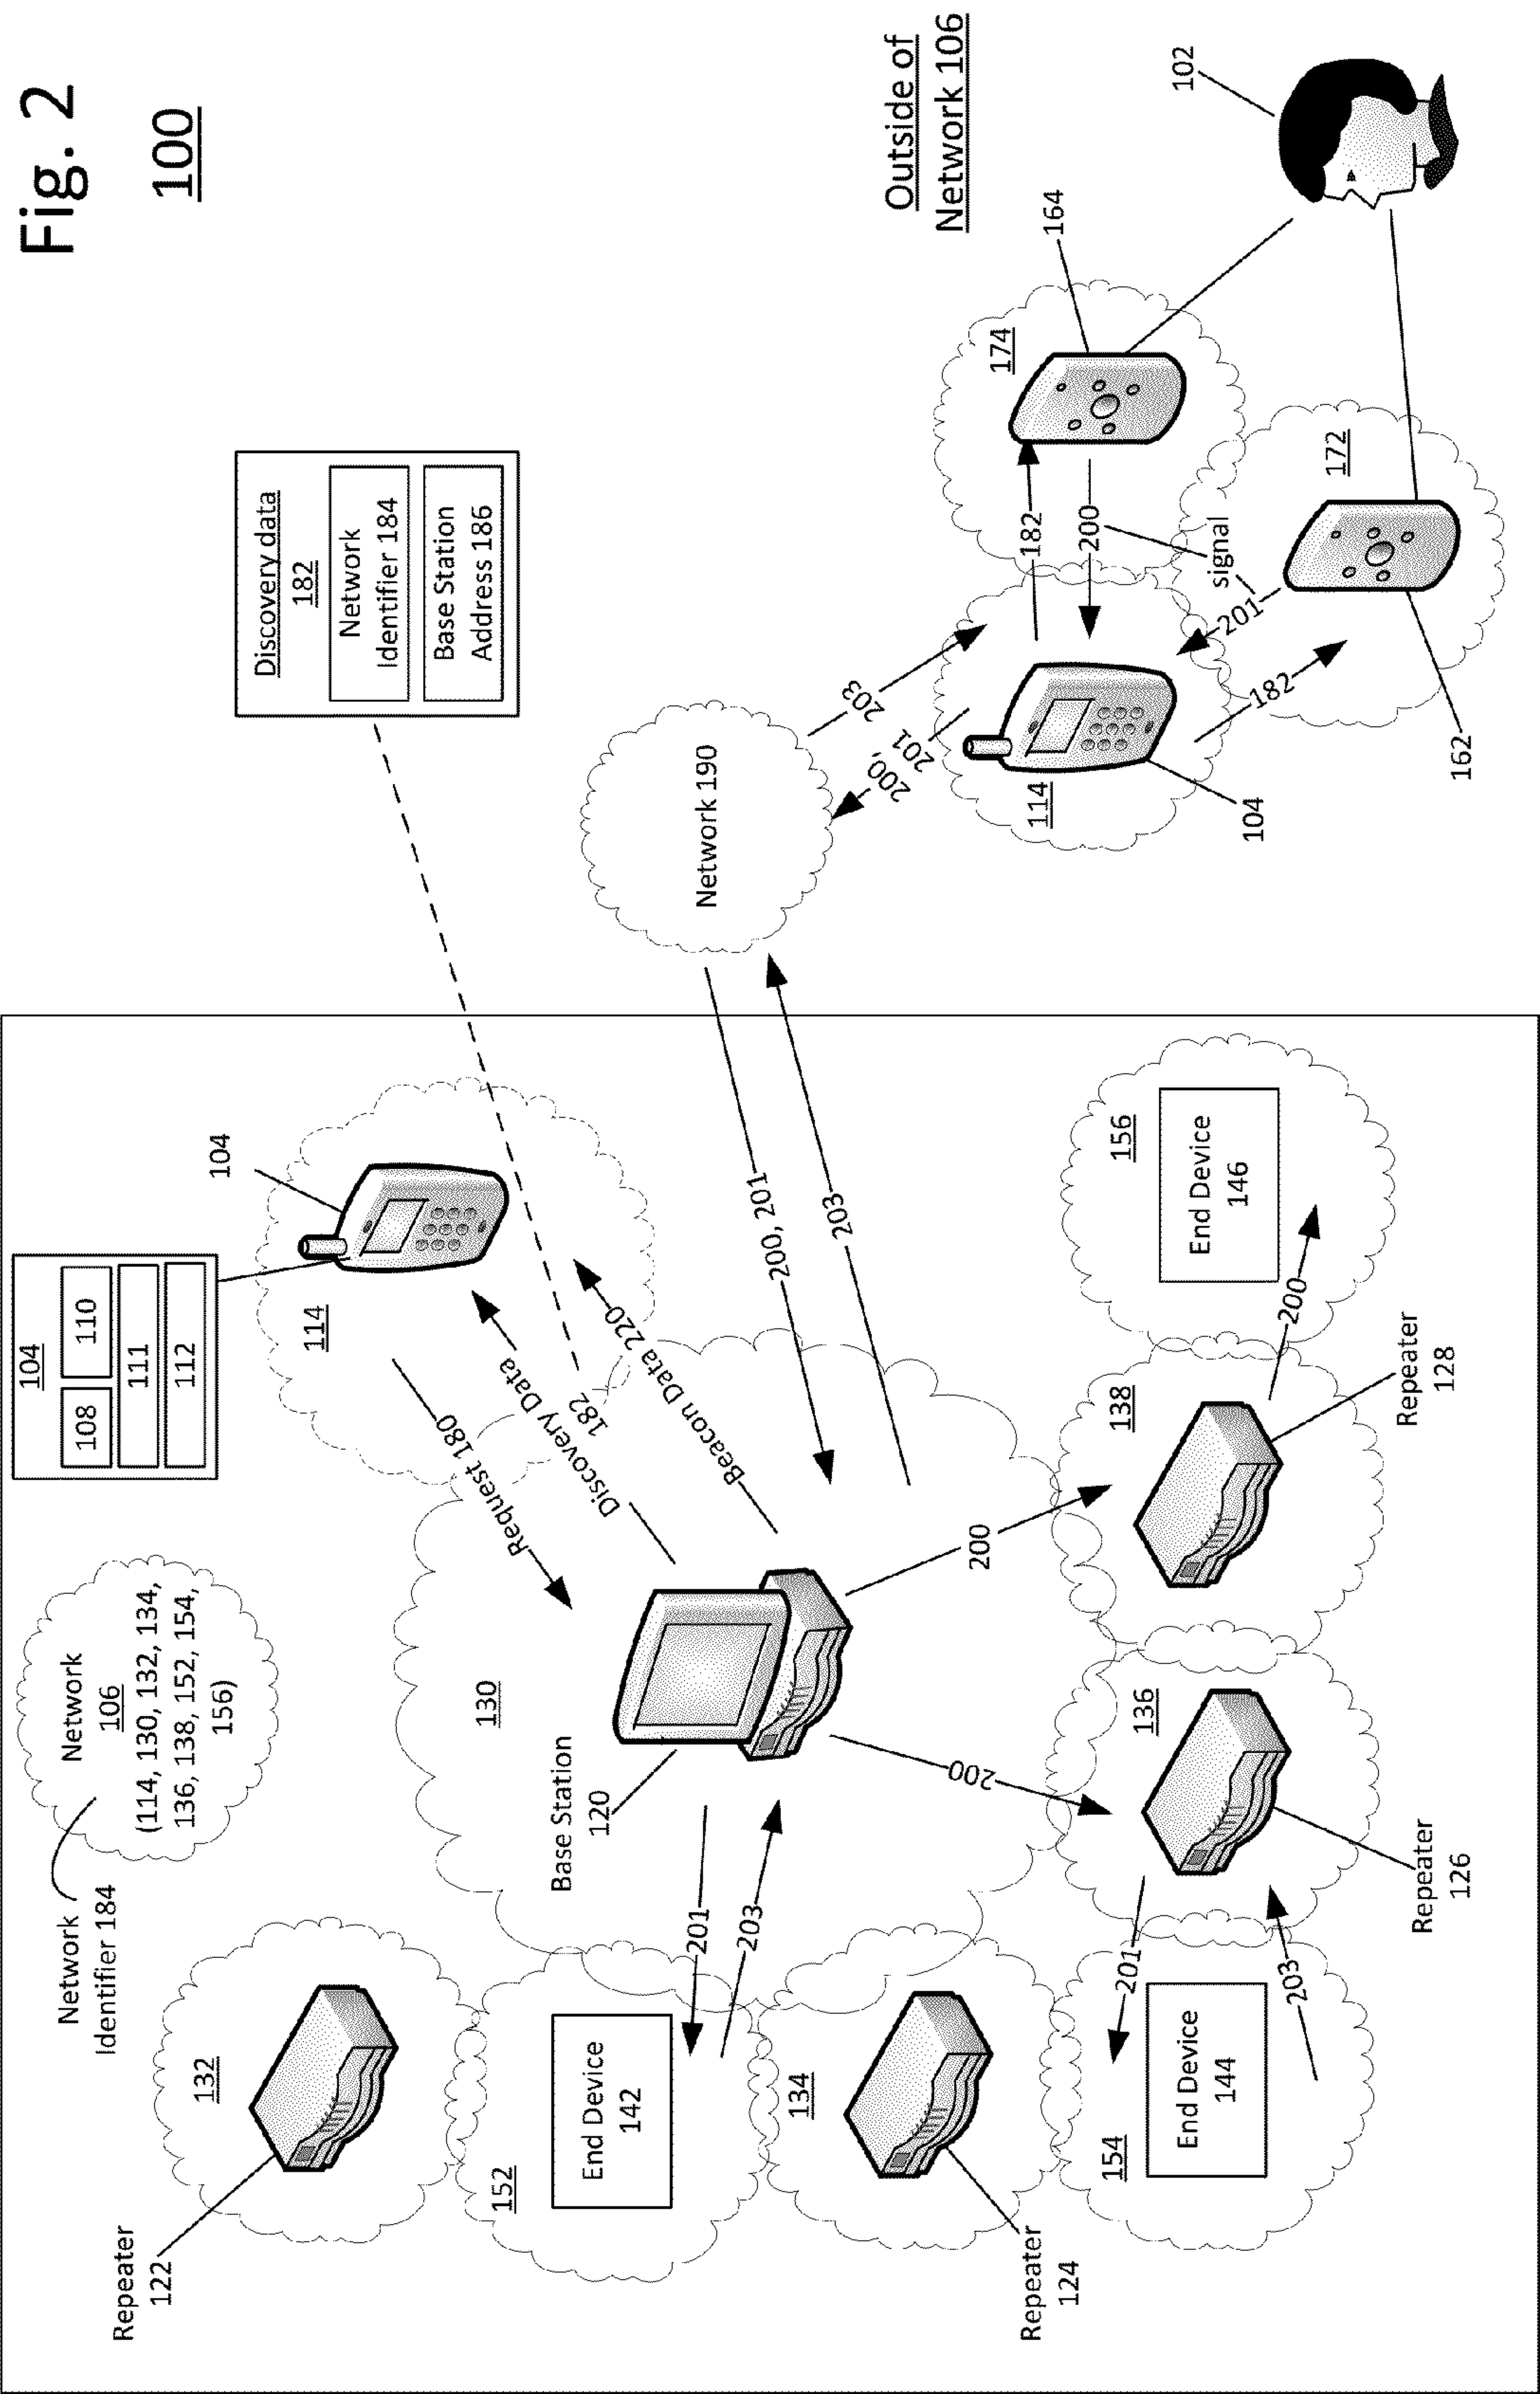 Fig. 2
100
Network
Identifier 184
Network
106
(114, 130, 132, 134,
136, 138, 152, 154,
156)
104
108
110
111
112
104
114
Discovery data
182
Network
Identifier 184
Base Station
Address 186
Repeater
122
132
130
Request 180
Discovery Data
182
Beacon Data 220
Base Station
120
152
End Device
142
201
203
200, 201
203
Network 190
203
200, 201
Outside of
Network 106
102
164
174
182
200
signal
201
182
172
162
114
104
134
Repeater
124
200
200
136
138
156
End Device
146
200
Repeater
128
Repeater
126
201
203
154
End Device
144